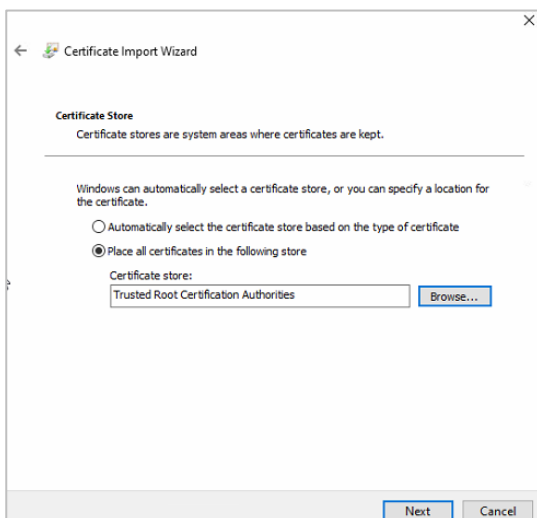 Certificate Import Wizard
Certificate Store
Certificate stores are system areas where certificates are kept.
Windows can automatically select a certificate store, or you can specify a location for
the certificate.
Automatically select the certificate store based on the type of certificate
Place all certificates in the following store
Certificate store:
Trusted Root Certification Authorities
Browse...
Next
Cancel